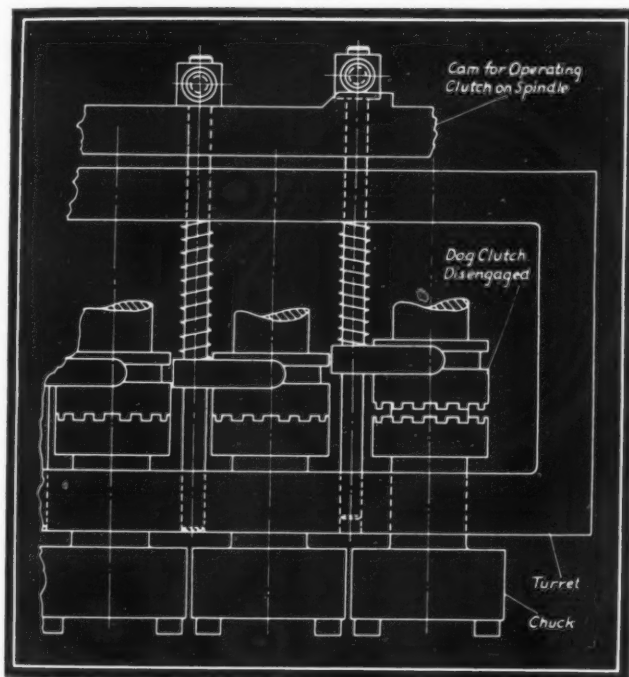 Cam for Operating
Clutch on Spindle
Dog Clutch
Disengaged
Turret
Chuck